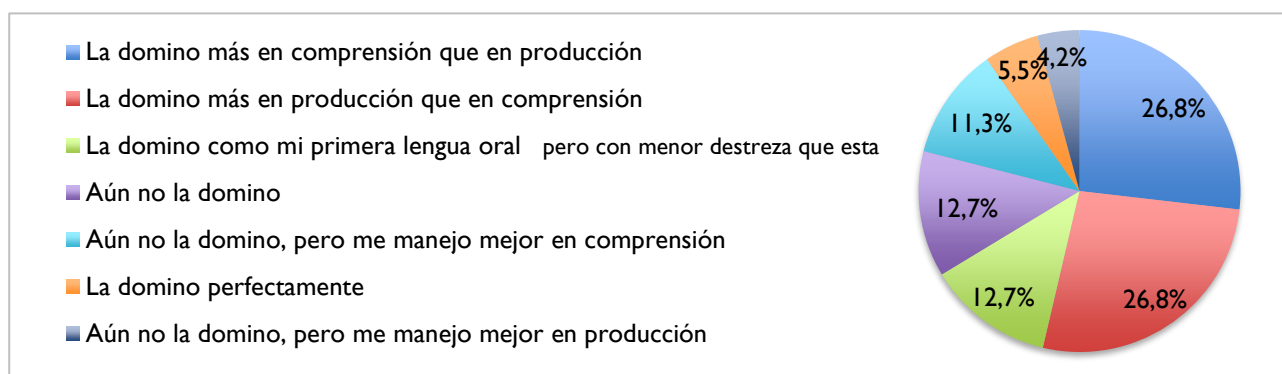 La domino más en comprensión que en producción
La domino más en producción que en comprensión
La domino como mi primera lengua oral pero con menor destreza que esta
Aún no la domino
Aún no la domino, pero me manejo mejor en comprensión
La domino perfectamente
Aún no la domino, pero me manejo mejor en producción
26,8%
26,8%
12,7%
12,7%
11,3%
5,5%
4,2%